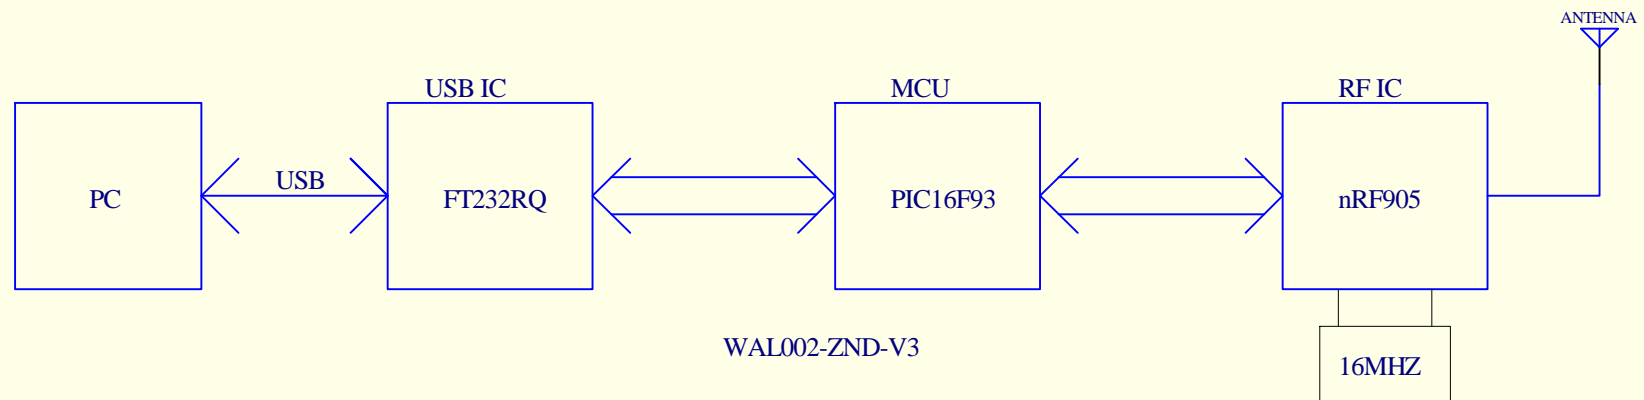 ANTENNA
USB IC
MCU
RF IC
PC
USB
FT232RQ
PIC16F93
nRF905
WAL002-ZND-V3
16MHZ